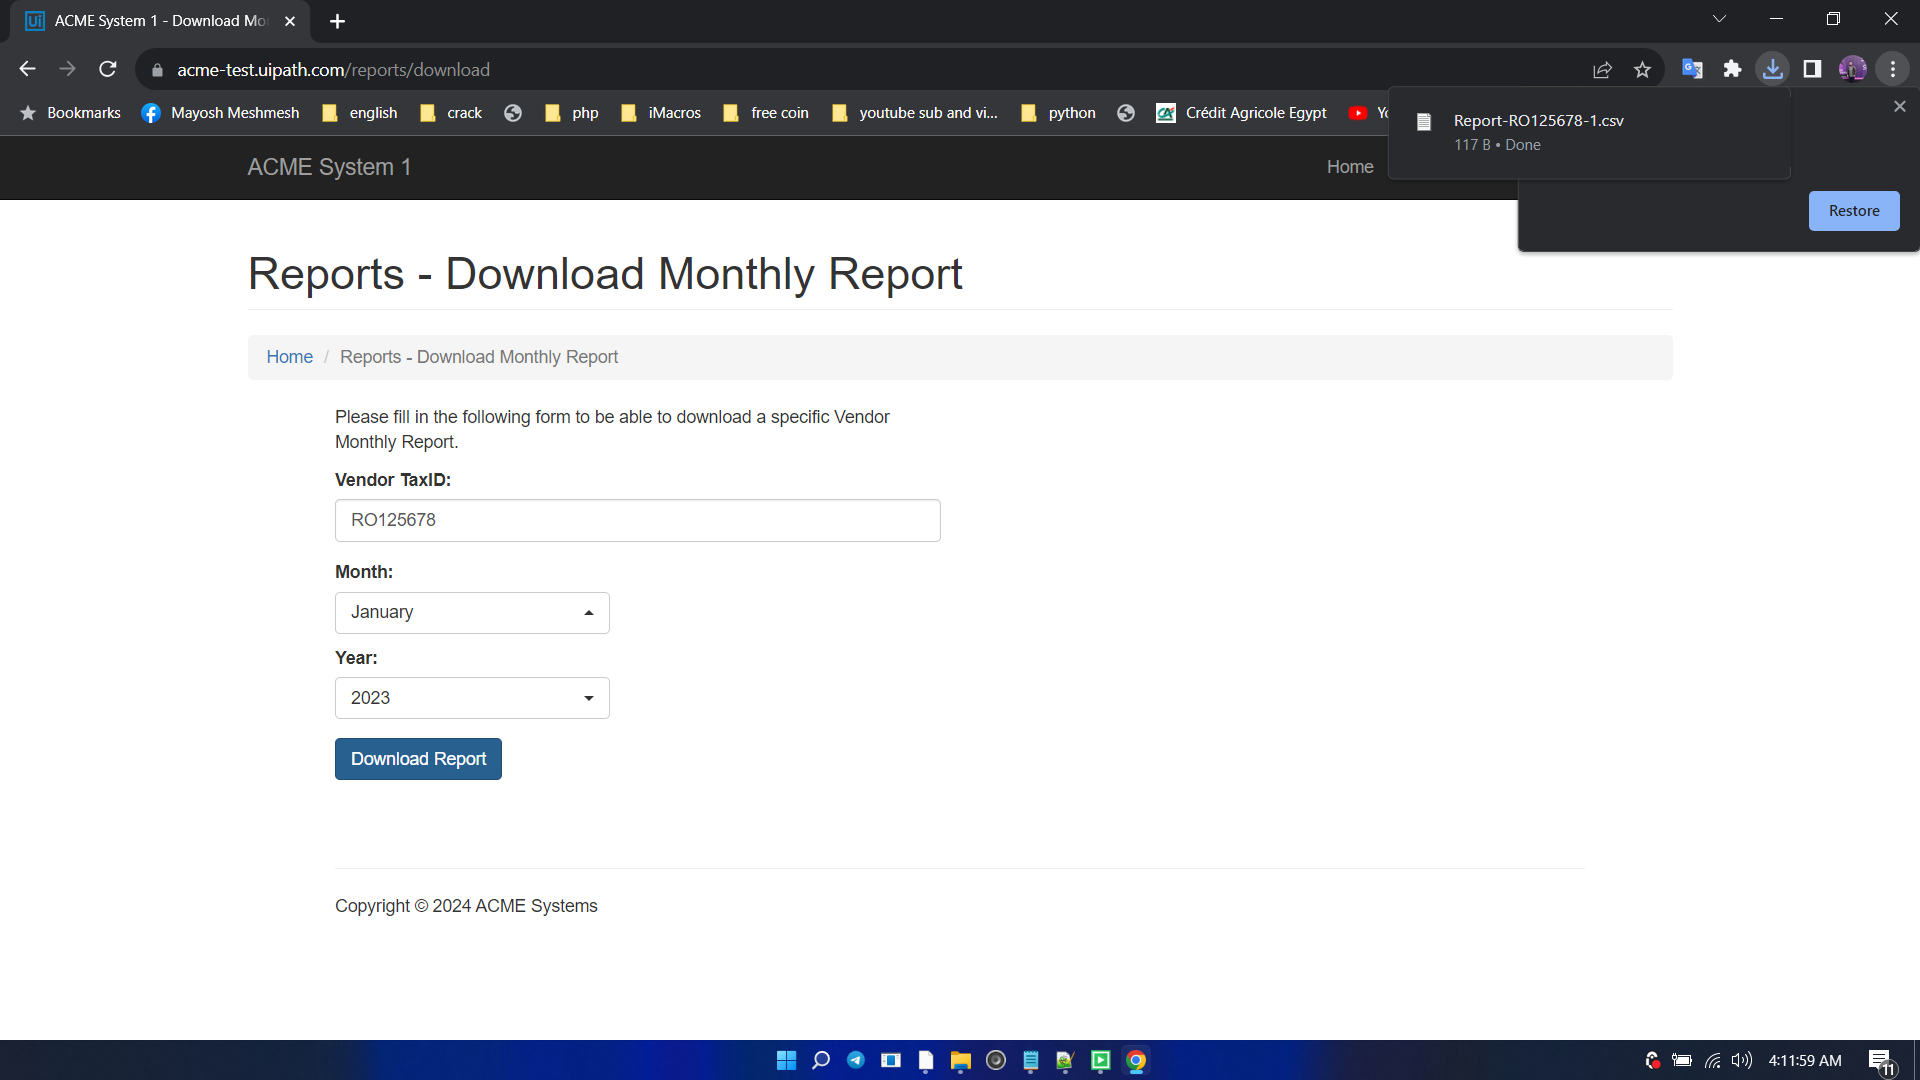 ACME System 1 - Download Mo
acme-test.uipath.com/reports/download
Bookmarks
Mayosh Meshmesh
english
crack
php
iMacros
free coin
youtube sub and vi...
python
Crédit Agricole Egypt
Report-RO125678-1.csv
117 B • Done
Restore
ACME System 1
Home
Reports - Download Monthly Report
Home / Reports - Download Monthly Report
Please fill in the following form to be able to download a specific Vendor
Monthly Report.
Vendor TaxID:
RO125678
Month:
January
Year:
2023
Download Report
Copyright © 2024 ACME Systems
4:11:59 AM
11